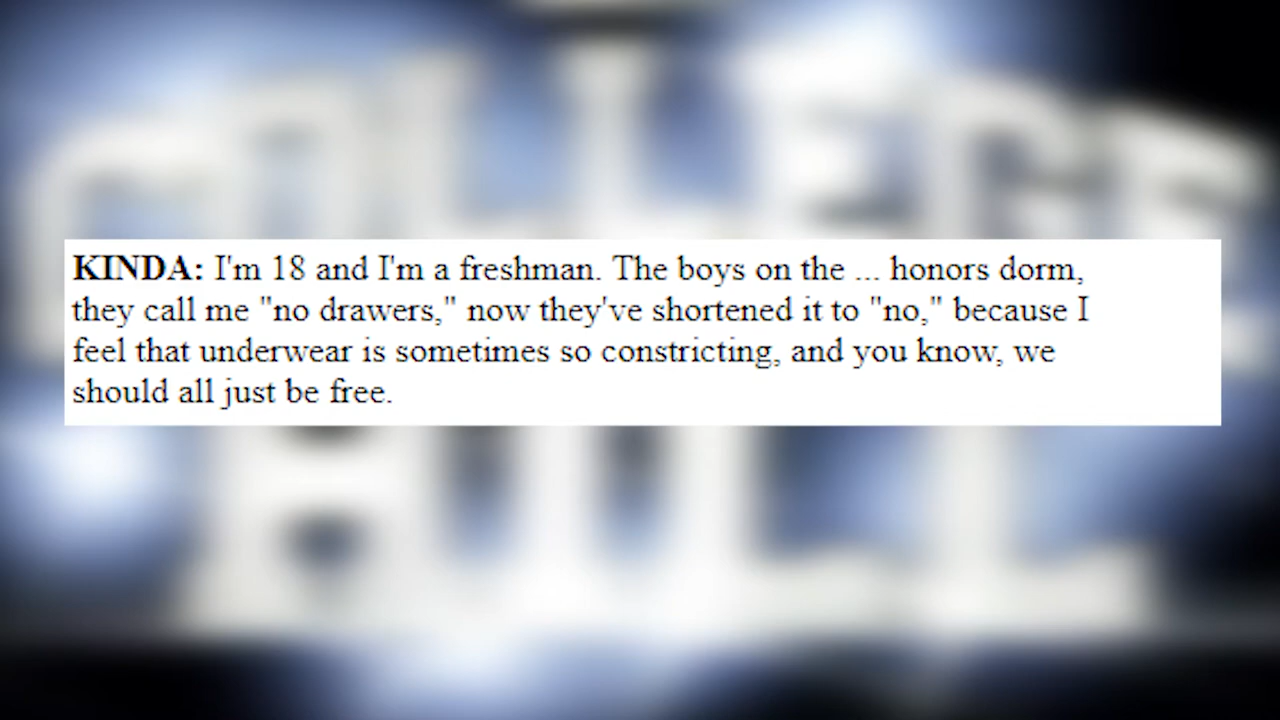 COLLEGE
HILL
KINDA: I'm 18 and I'm a freshman. The boys on the ... honors dorm,
they call me "no drawers," now they've shortened it to "no," because I
feel that underwear is sometimes so constricting, and you know, we
should all just be free.